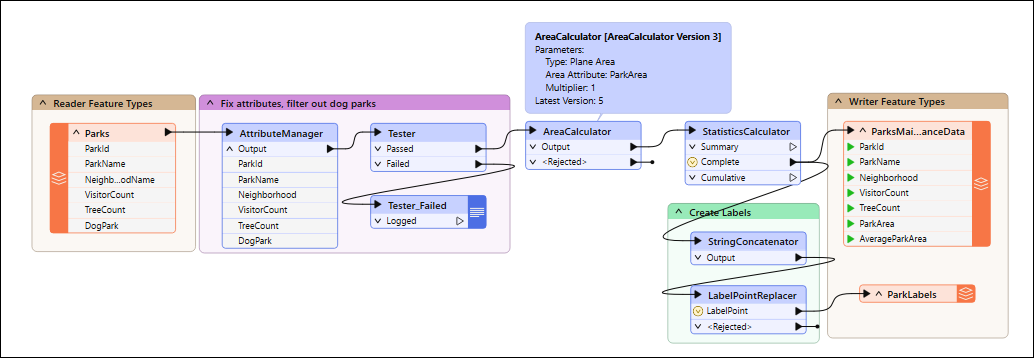 AreaCalculator [AreaCalculator Version 3]
Parameters:
Type: Plane Area
Area Attribute: ParkArea
Multiplier: 1
Latest Version: 5
Reader Feature Types
Parks
ParkId
ParkName
Neighb...odName
VisitorCount
TreeCount
DogPark
Fix attributes, filter out dog parks
AttributeManager
Output
ParkId
ParkName
Neighborhood
VisitorCount
TreeCount
DogPark
Tester
Passed
Failed
Tester_Failed
Logged
AreaCalculator
Output
<Rejected>
StatisticsCalculator
Summary
Complete
Cumulative
Create Labels
StringConcatenator
Output
LabelPointReplacer
LabelPoint
<Rejected>
Writer Feature Types
ParksMai...anceData
ParkId
ParkName
Neighborhood
VisitorCount
TreeCount
ParkArea
AverageParkArea
ParkLabels